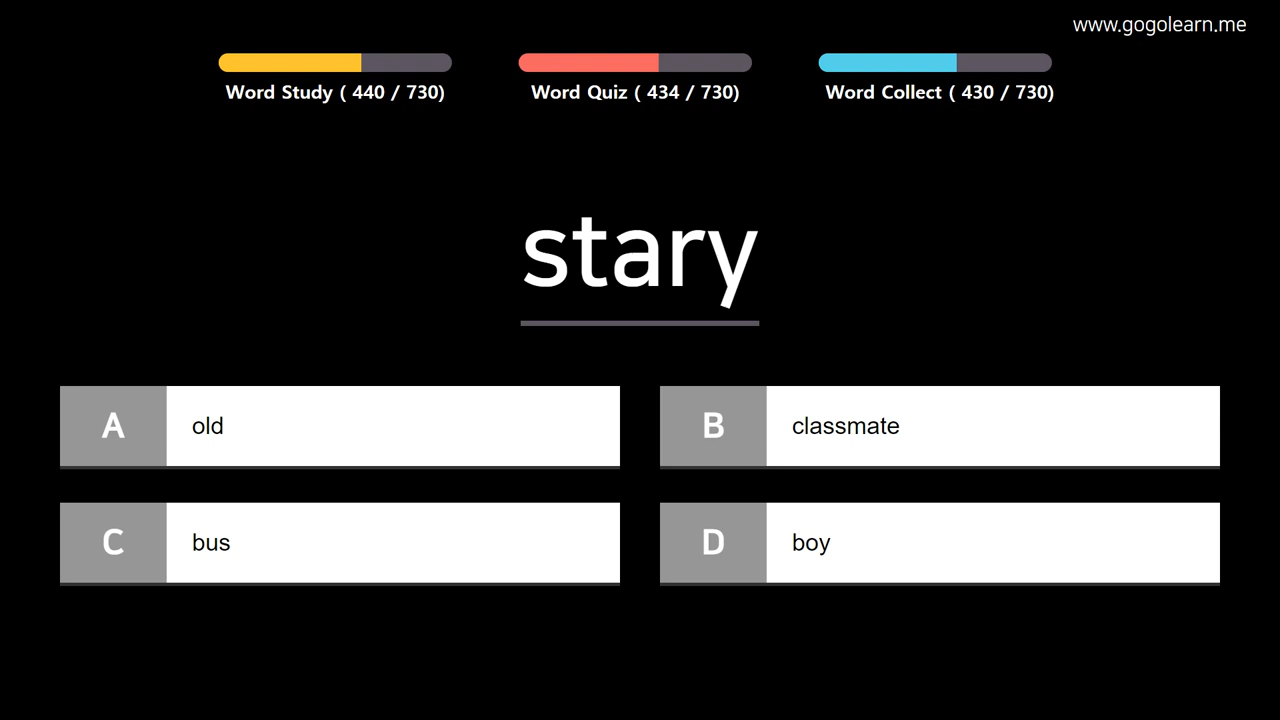 www.gogolearn.me
Word Study ( 440 / 730)
Word Quiz ( 434 / 730)
Word Collect ( 430 / 730)
stary
A old
B classmate
C bus
D boy